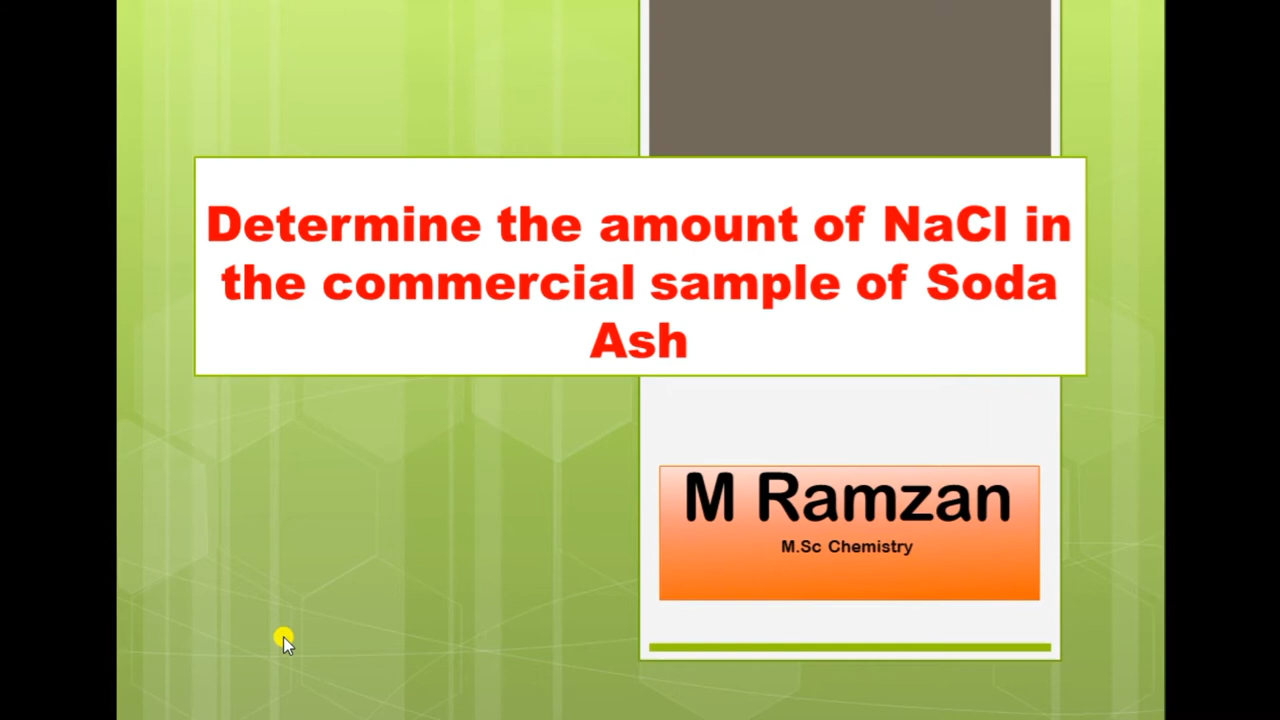 Determine the amount of NaCl in
the commercial sample of Soda
Ash
M Ramzan
M.Sc Chemistry